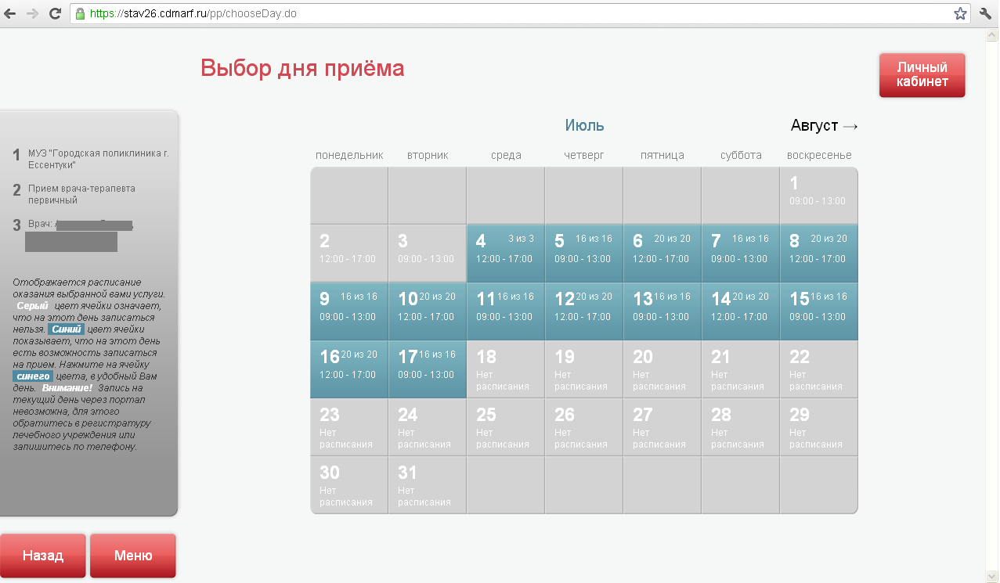 https://stav26.cdmarf.ru/pp/chooseDay.do
Выбор дня приёма
Личный
кабинет
1 МУЗ "Городская поликлиника г.
Ессентуки"
2 Прием врача-терапевта
первичный
3 Врач:
Отображается расписание
оказания выбранной вами услуги.
Серый цвет ячейки означает,
что на этот день записаться
нельзя. Синий цвет ячейки
показывает, что на этот день
есть возможность записаться
на прием. Нажмите на ячейку
синего цвета, в удобный Вам
день. Внимание! Запись на
текущий день через портал
невозможна, для этого
обратитесь в регистратуру
лечебного учреждения или
запишитесь по телефону.
Назад Меню
Июль Август →
понедельник вторник среда четверг пятница суббота воскресенье
1
09:00 - 13:00
2 3 4 3 из 3 5 16 из 16 6 20 из 20 7 16 из 16 8 20 из 20
12:00 - 17:00 09:00 - 13:00 12:00 - 17:00 09:00 - 13:00 12:00 - 17:00 09:00 - 13:00 12:00 - 17:00
9 16 из 16 10 20 из 20 11 16 из 16 12 20 из 20 13 16 из 16 14 20 из 20 15 16 из 16
09:00 - 13:00 12:00 - 17:00 09:00 - 13:00 12:00 - 17:00 09:00 - 13:00 12:00 - 17:00 09:00 - 13:00
16 20 из 20 17 16 из 16 18 19 20 21 22
12:00 - 17:00 09:00 - 13:00 Нет Нет Нет Нет Нет
расписания расписания расписания расписания расписания
23 24 25 26 27 28 29
Нет Нет Нет Нет Нет Нет Нет
расписания расписания расписания расписания расписания расписания расписания
30 31
Нет Нет
расписания расписания